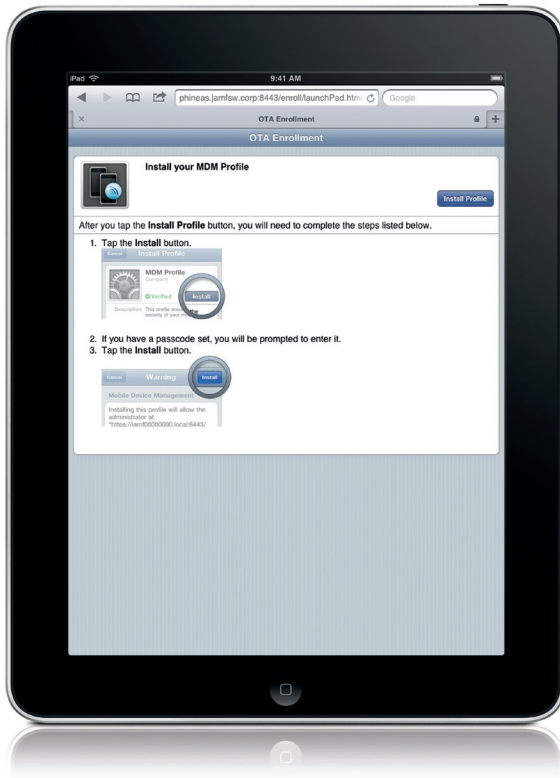 iPad
9:41 AM
phineas.jamfsw.corp:8443/enroll/launchPad.html
Google
OTA Enrollment
OTA Enrollment
Install your MDM Profile
Install Profile
After you tap the Install Profile button, you will need to complete the steps listed below.
1. Tap the Install button.
Cancel Install Profile
MDM Profile
Company
Verified Install
Description This profile ensures the
security of your
2. If you have a passcode set, you will be prompted to enter it.
3. Tap the Install button.
Cancel Warning Install
Mobile Device Management
Installing this profile will allow the
administrator at
"https://jamf00000000.local:8443/